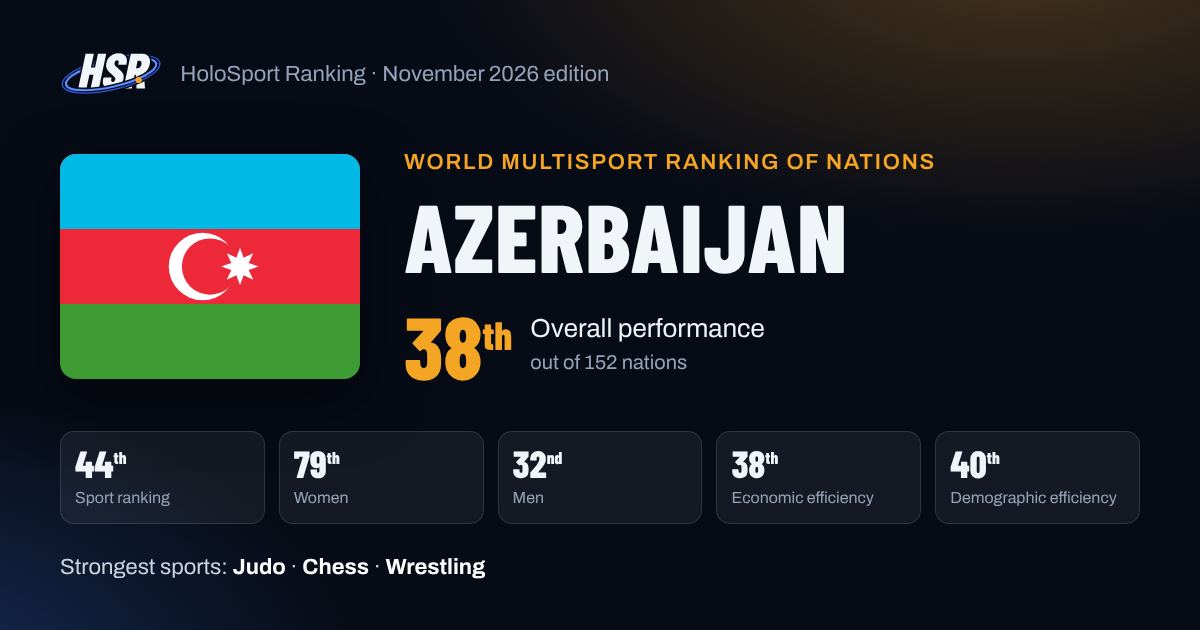 HSR HoloSport Ranking · November 2026 edition
WORLD MULTISPORT RANKING OF NATIONS
AZERBAIJAN
38th Overall performance
out of 152 nations
44th
Sport ranking
79th
Women
32nd
Men
38th
Economic efficiency
40th
Demographic efficiency
Strongest sports: Judo · Chess · Wrestling